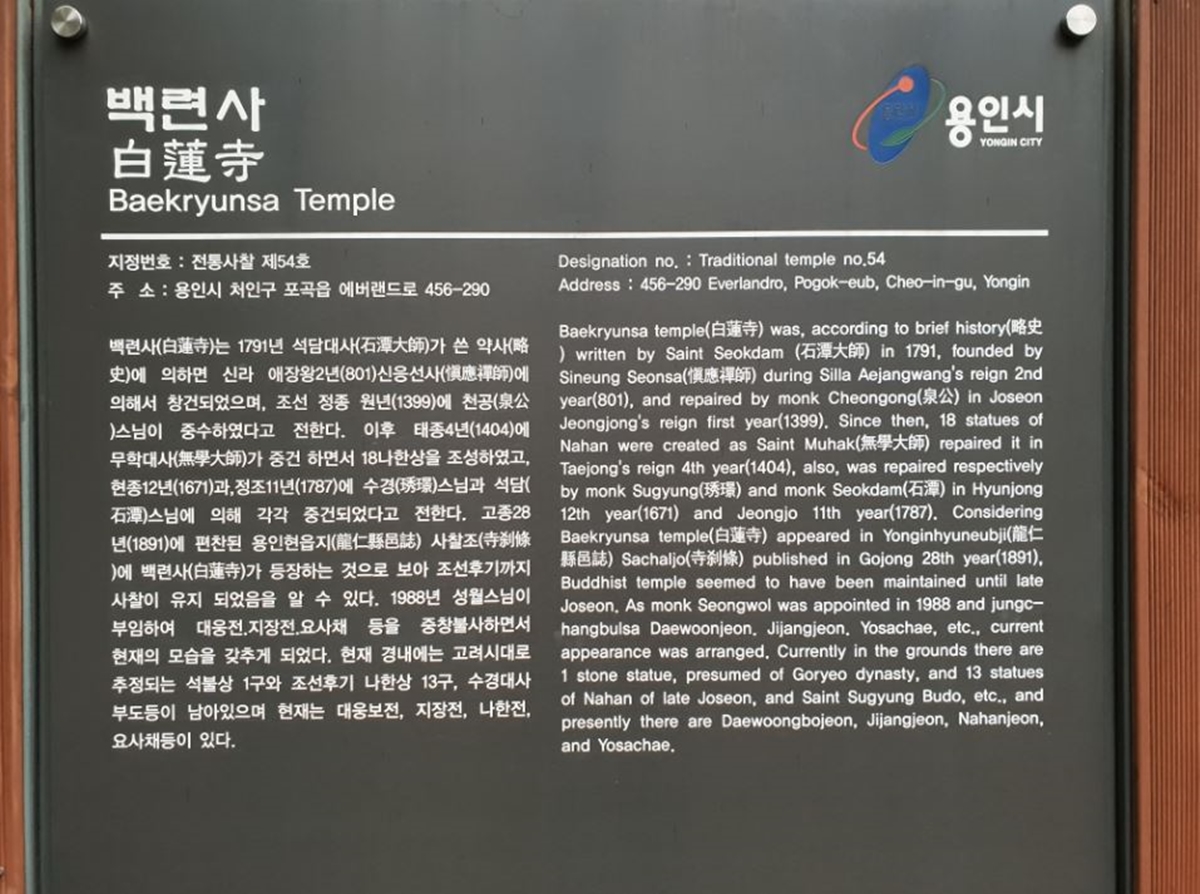 백련사
白蓮寺
Baekryunsa Temple
용인시
YONGIN CITY
지정번호 : 전통사찰 제54호
주 소 : 용인시 처인구 포곡읍 에버랜드로 456-290
백련사(白蓮寺)는 1791년 석담대사(石潭大師)가 쓴 약사(略
史)에 의하면 신라 애장왕2년(801)신응선사(愼應禪師)에
의해서 창건되었으며, 조선 정종 원년(1399)에 천공(泉公
)스님이 중수하였다고 전한다. 이후 태종4년(1404)에
무학대사(無學大師)가 중건 하면서 18나한상을 조성하였고,
현종12년(1671)과,정조11년(1787)에 수경(琇環)스님과 석담(
石潭)스님에 의해 각각 중건되었다고 전한다. 고종28
년(1891)에 편찬된 용인현읍지(龍仁縣邑誌) 사찰조(寺刹條
)에 백련사(白蓮寺)가 등장하는 것으로 보아 조선후기까지
사찰이 유지 되었음을 알 수 있다. 1988년 성월스님이
부임하여 대웅전.지장전.요사채 등을 중창불사하면서
현재의 모습을 갖추게 되었다. 현재 경내에는 고려시대로
추정되는 석불상 1구와 조선후기 나한상 13구, 수경대사
부도등이 남아있으며 현재는 대웅보전, 지장전, 나한전,
요사채등이 있다.
Designation no. : Traditional temple no.54
Address : 456-290 Everlandro, Pogok-eub, Cheo-in-gu, Yongin
Baekryunsa temple(白蓮寺) was, according to brief history(略史
) written by Saint Seokdam (石潭大師) in 1791, founded by
Sineung Seonsa(愼應禪師) during Silla Aejangwang's reign 2nd
year(801), and repaired by monk Cheongong(泉公) in Joseon
Jeongjong's reign first year(1399). Since then, 18 statues of
Nahan were created as Saint Muhak(無學大師) repaired it in
Taejong's reign 4th year(1404), also, was repaired respectively
by monk Sugyung(琇環) and monk Seokdam(石潭) in Hyunjong
12th year(1671) and Jeongjo 11th year(1787). Considering
Baekryunsa temple(白蓮寺) appeared in Yonginhyuneubji(龍仁
縣邑誌) Sachaljo(寺刹條) published in Gojong 28th year(1891),
Buddhist temple seemed to have been maintained until late
Joseon. As monk Seongwol was appointed in 1988 and jungc-
hangbulsa Daewoonjeon. Jijangjeon. Yosachae, etc., current
appearance was arranged. Currently in the grounds there are
1 stone statue, presumed of Goryeo dynasty, and 13 statues
of Nahan of late Joseon, and Saint Sugyung Budo, etc., and
presently there are Daewoongbojeon, Jijangjeon, Nahanjeon,
and Yosachae.